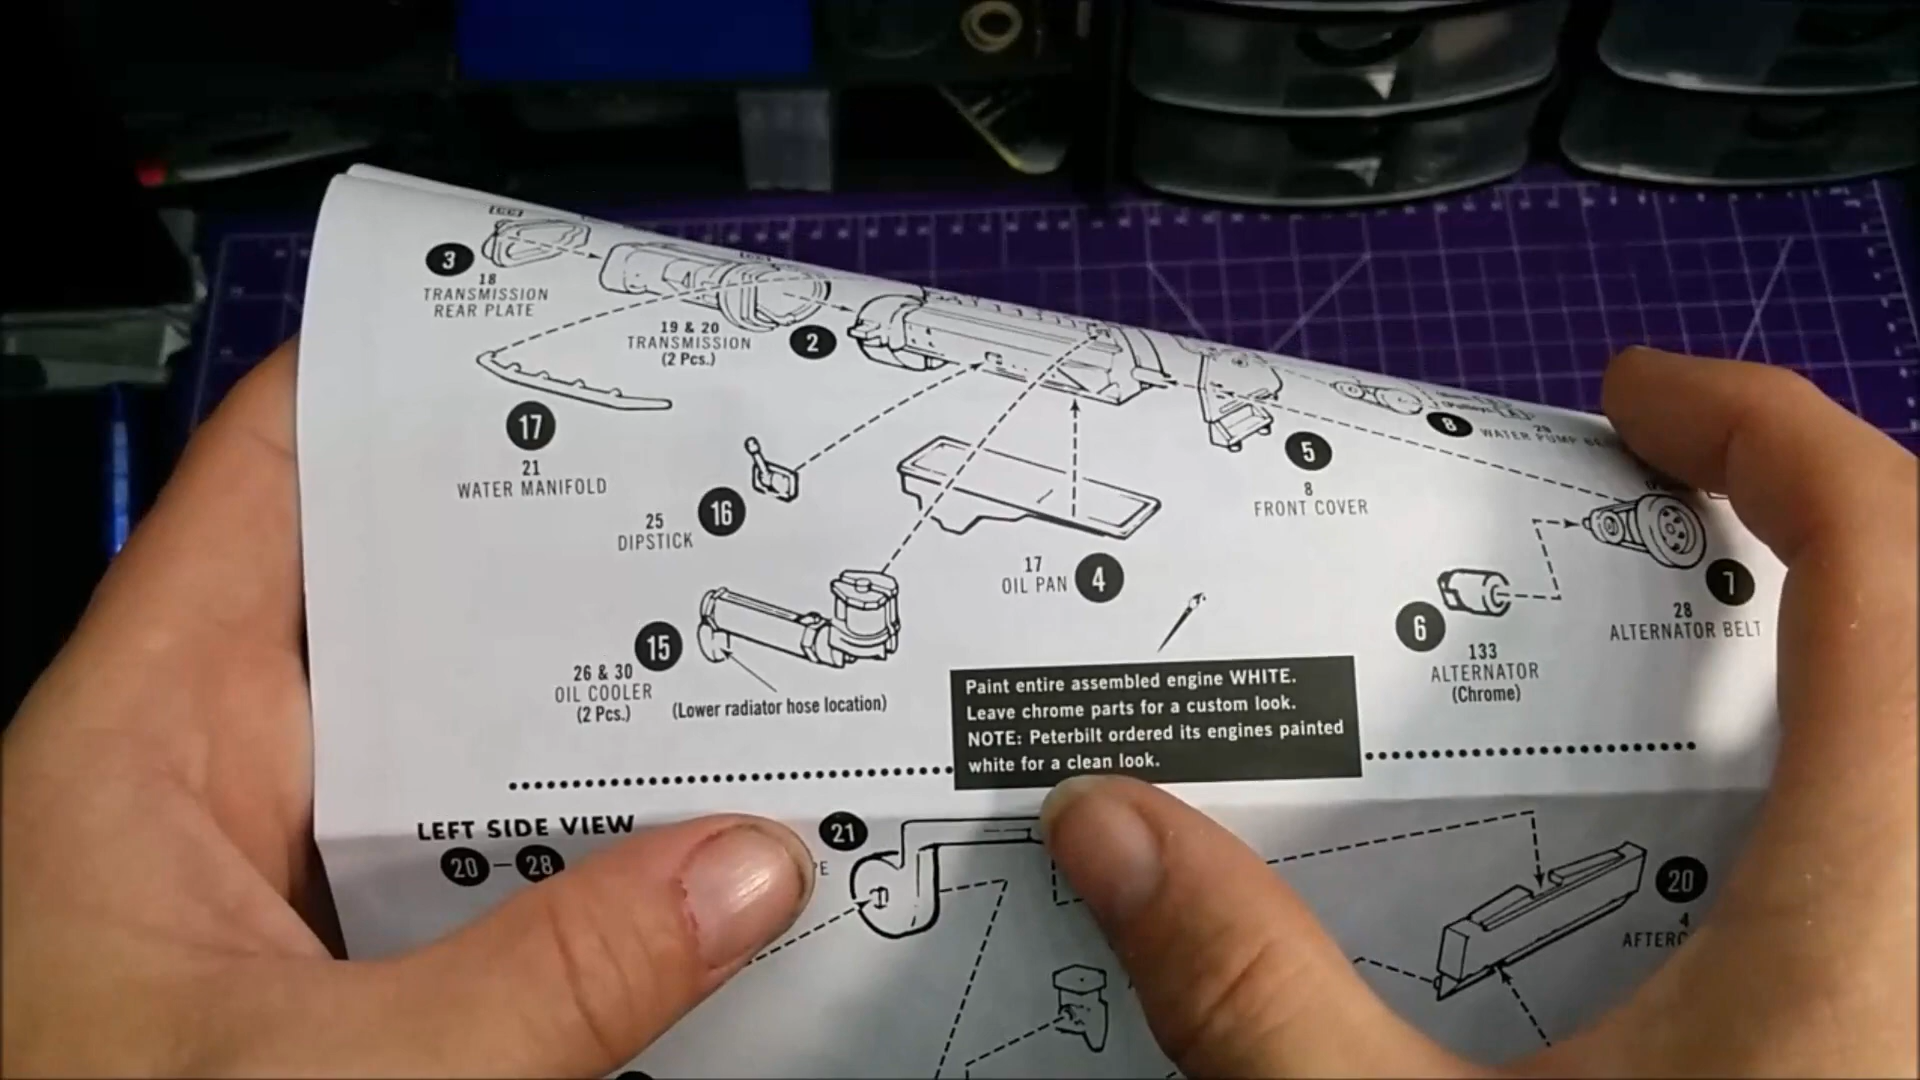 3
18
TRANSMISSION
REAR PLATE
19 & 20
TRANSMISSION
(2 Pcs.)
2
17
21
WATER MANIFOLD
8
WATER PUMP
5
8
FRONT COVER
16
25
DIPSTICK
17
OIL PAN
4
7
28
ALTERNATOR BELT
6
133
ALTERNATOR
(Chrome)
15
26 & 30
OIL COOLER
(2 Pcs.)
(Lower radiator hose location)
Paint entire assembled engine WHITE.
Leave chrome parts for a custom look.
NOTE: Peterbilt ordered its engines painted
white for a clean look.
LEFT SIDE VIEW
20 – 28
21
20
4